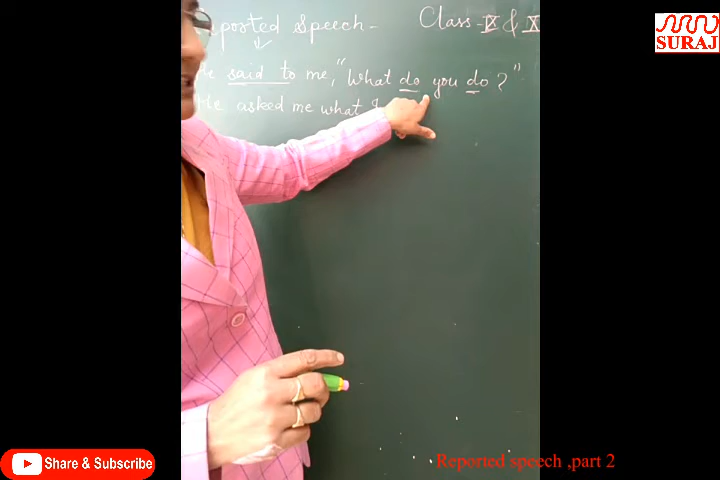 Reported Speech - Class - IX & X
He said to me, "What do you do?"
He asked me what I
SURAJ
Share & Subscribe
Reported speech ,part 2